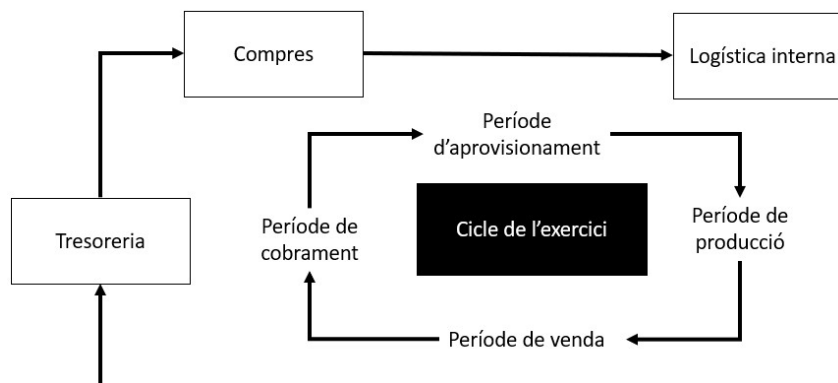 Compres
Logística interna
Període
d'aprovisionament
Tresoreria
Període de
cobrament
Cicle de l'exercici
Període de
producció
Període de venda